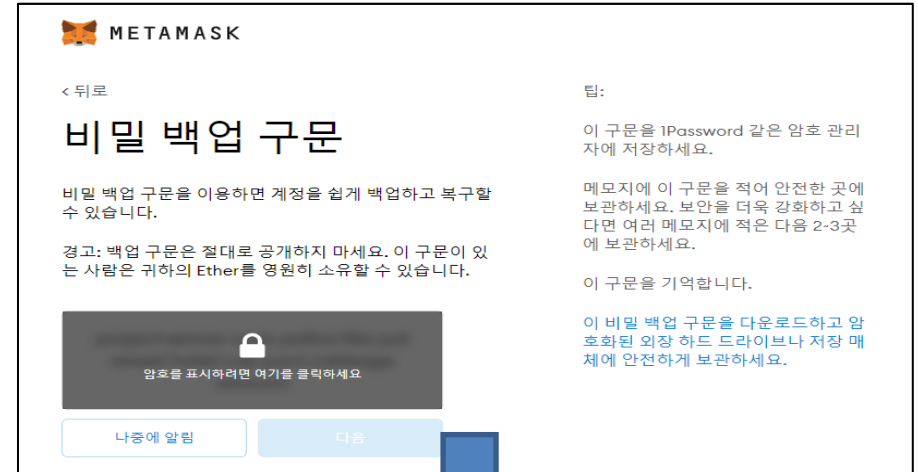 METAMASK
< 뒤로
비밀 백업 구문
비밀 백업 구문을 이용하면 계정을 쉽게 백업하고 복구할
수 있습니다.
경고: 백업 구문은 절대로 공개하지 마세요. 이 구문이 있
는 사람은 귀하의 Ether를 영원히 소유할 수 있습니다.
암호를 표시하려면 여기를 클릭하세요
나중에 알림
다음
팁:
이 구문을 1Password 같은 암호 관리
자에 저장하세요.
메모지에 이 구문을 적어 안전한 곳에
보관하세요. 보안을 더욱 강화하고 싶
다면 여러 메모지에 적은 다음 2-3곳
에 보관하세요.
이 구문을 기억합니다.
이 비밀 백업 구문을 다운로드하고 암
호화된 외장 하드 드라이브나 저장 매
체에 안전하게 보관하세요.